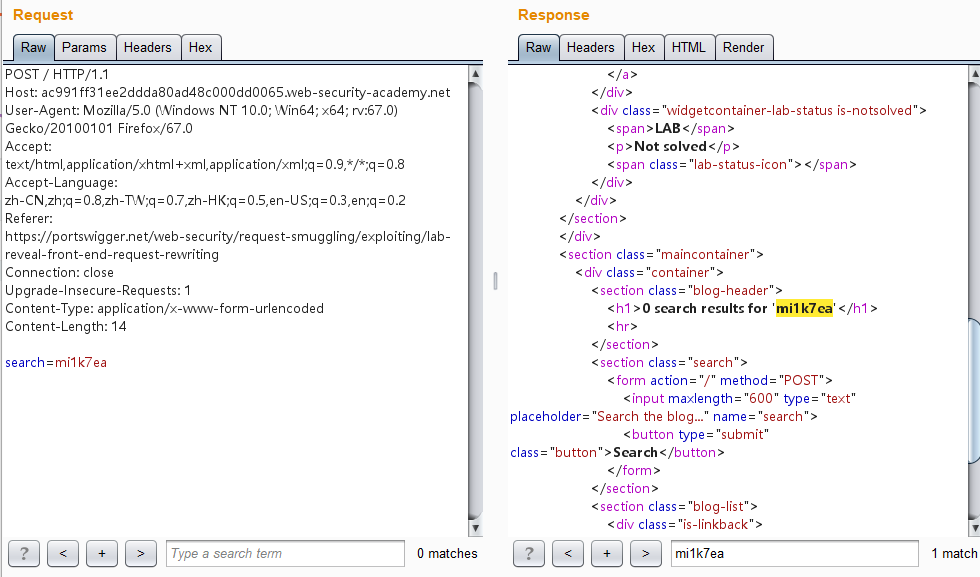 Request
Raw Params Headers Hex
POST / HTTP/1.1
Host: ac991ff31ee2ddda80ad48c000dd0065.web-security-academy.net
User-Agent: Mozilla/5.0 (Windows NT 10.0; Win64; x64; rv:67.0)
Gecko/20100101 Firefox/67.0
Accept:
text/html,application/xhtml+xml,application/xml;q=0.9,*/*;q=0.8
Accept-Language:
zh-CN,zh;q=0.8,zh-TW;q=0.7,zh-HK;q=0.5,en-US;q=0.3,en;q=0.2
Referer:
https://portswigger.net/web-security/request-smuggling/exploiting/lab-
reveal-front-end-request-rewriting
Connection: close
Upgrade-Insecure-Requests: 1
Content-Type: application/x-www-form-urlencoded
Content-Length: 14
search=mi1k7ea
? < + > Type a search term 0 matches
Response
Raw Headers Hex HTML Render
</a>
</div>
<div class="widgetcontainer-lab-status is-notsolved">
<span>LAB</span>
<p>Not solved</p>
<span class="lab-status-icon"></span>
</div>
</div>
</section>
</div>
<section class="maincontainer">
<div class="container">
<section class="blog-header">
<h1>0 search results for 'mi1k7ea'</h1>
<hr>
</section>
<section class="search">
<form action="/" method="POST">
<input maxlength="600" type="text"
placeholder="Search the blog..." name="search">
<button type="submit"
class="button">Search</button>
</form>
</section>
<section class="blog-list">
<div class="is-linkback">
? < + > mi1k7ea 1 match